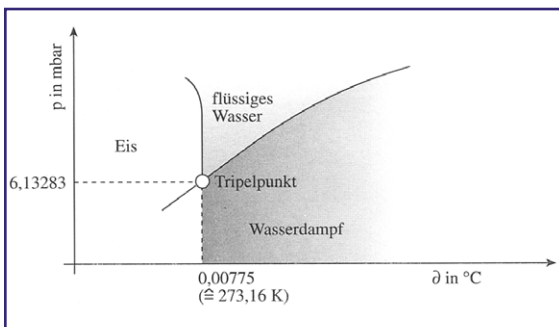 p in mbar
flüssiges
Wasser
Eis
6,13283
Tripelpunkt
Wasserdampf
0,00775
(≙ 273,16 K)
∂ in °C